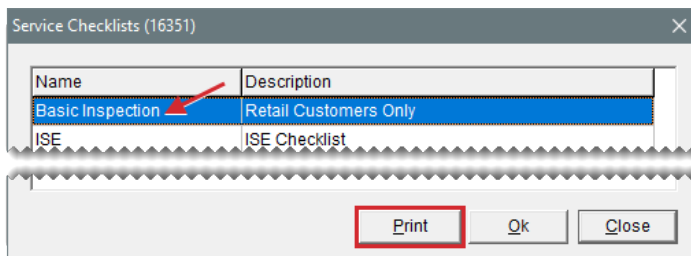 Service Checklists (16351)
Name Description
Basic Inspection Retail Customers Only
ISE ISE Checklist
Print Ok Close